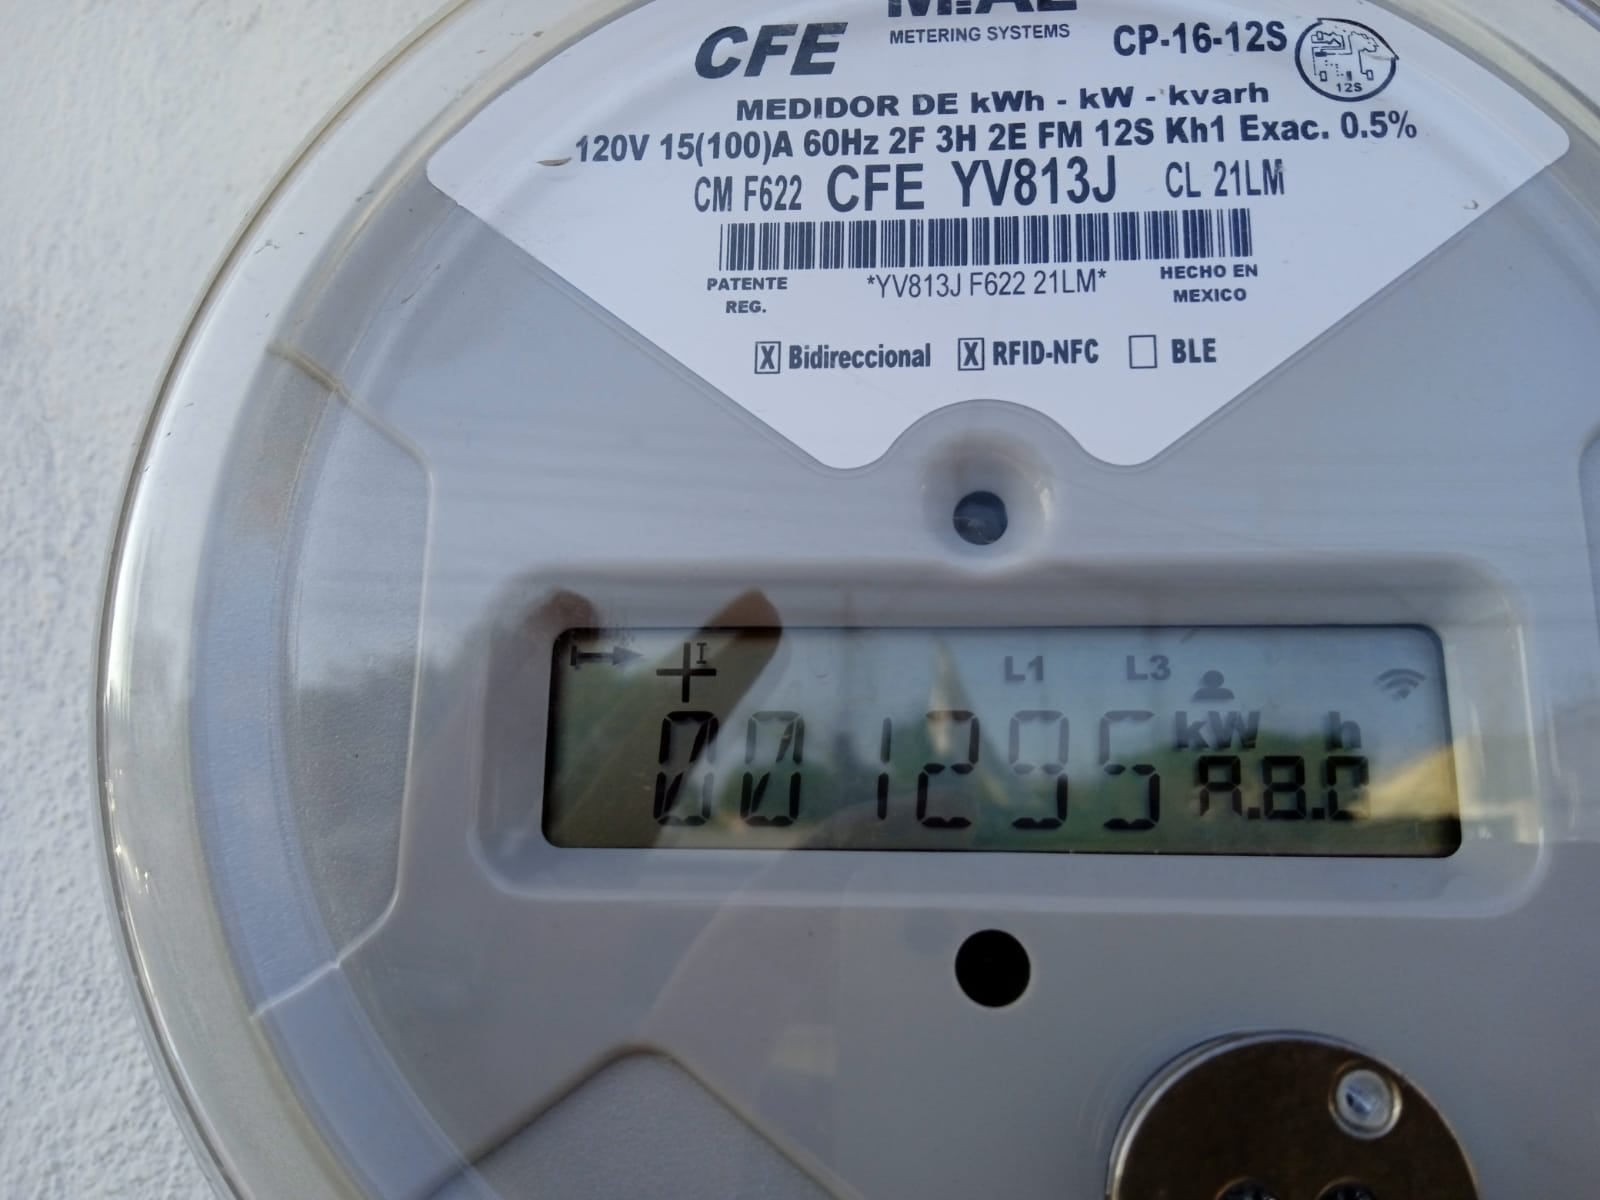 CFE
METERING SYSTEMS
CP-16-12S
12S
MEDIDOR DE kWh - kW - kvarh
120V 15(100)A 60Hz 2F 3H 2E FM 12S Kh1 Exac. 0.5%
CM F622 CFE YV813J CL 21LM
PATENTE REG.
*YV813J F622 21LM*
HECHO EN MEXICO
X Bidireccional X RFID-NFC BLE
L1 L3
001295 kW h
A.B.0